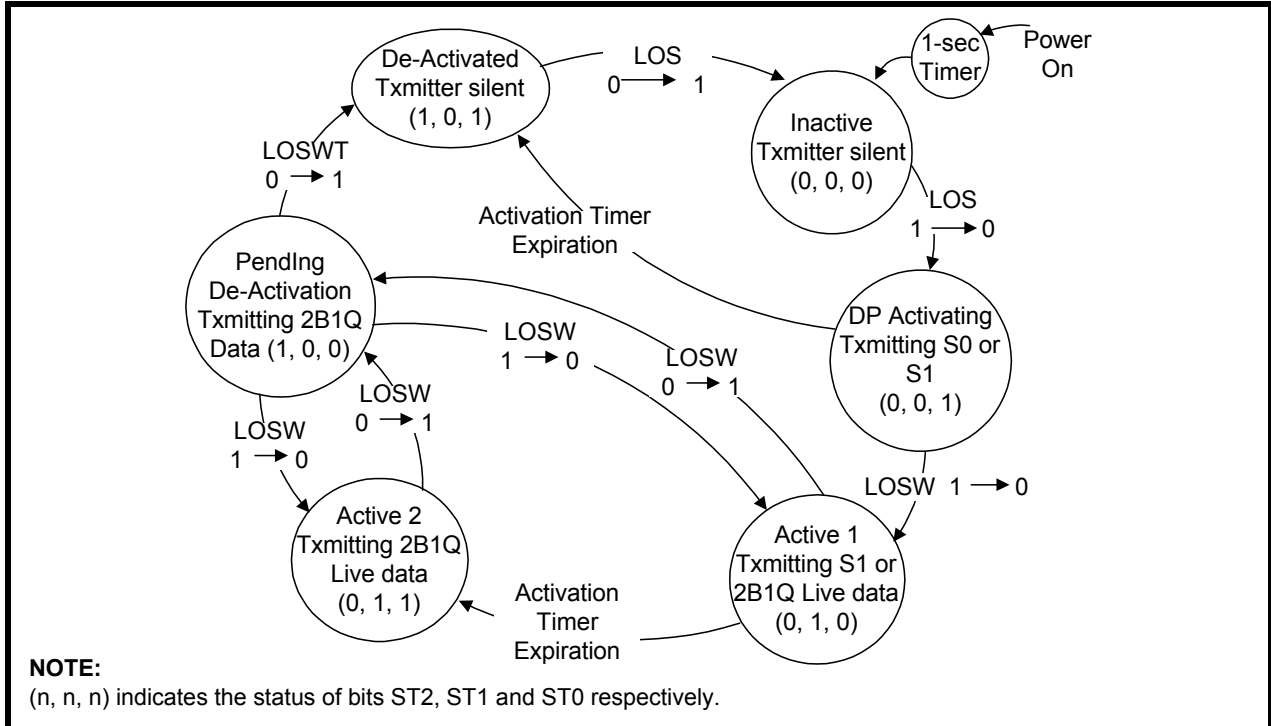 De-Activated
Txmitter silent
(1, 0, 1)
LOS
0 → 1
1-sec
Timer
Power
On
Inactive
Txmitter silent
(0, 0, 0)
LOSWT
0 → 1
Activation Timer
Expiration
LOS
1 → 0
PendIng
De-Activation
Txmitting 2B1Q
Data (1, 0, 0)
LOSW
1 → 0
LOSW
0 → 1
DP Activating
Txmitting S0 or
S1
(0, 0, 1)
LOSW
0 → 1
LOSW
1 → 0
LOSW 1 → 0
Active 2
Txmitting 2B1Q
Live data
(0, 1, 1)
Activation
Timer
Expiration
Active 1
Txmitting S1 or
2B1Q Live data
(0, 1, 0)
NOTE:
(n, n, n) indicates the status of bits ST2, ST1 and ST0 respectively.